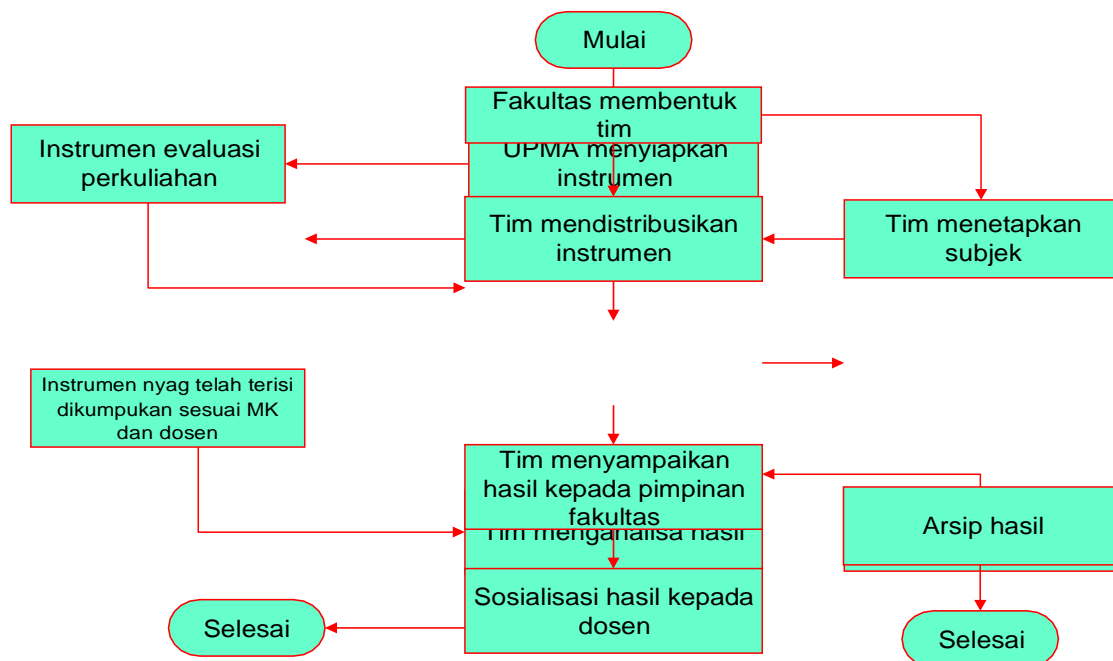 Mulai
Fakultas membentuk
tim
UPMA menyiapkan
instrumen
Instrumen evaluasi
perkuliahan
Tim mendistribusikan
instrumen
Tim menetapkan
subjek
Instrumen nyag telah terisi
dikumpukan sesuai MK
dan dosen
Tim menyampaikan
hasil kepada pimpinan
fakultas
Tim menganalisa hasil
Arsip hasil
Sosialisasi hasil kepada
dosen
Selesai
Selesai